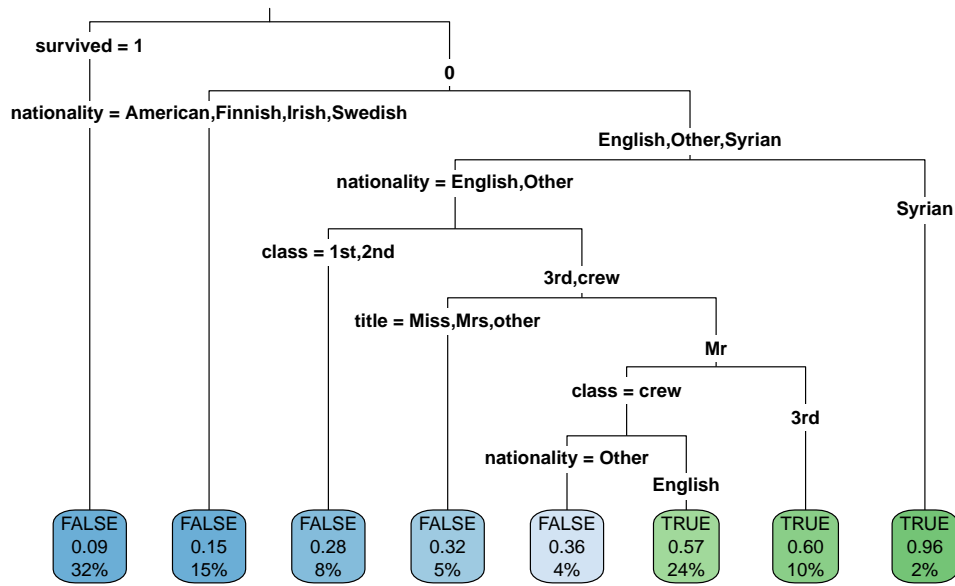 survived = 1
0
nationality = American,Finnish,Irish,Swedish
English,Other,Syrian
nationality = English,Other
Syrian
class = 1st,2nd
3rd,crew
title = Miss,Mrs,other
Mr
class = crew
3rd
nationality = Other
English
FALSE
0.09
32%
FALSE
0.15
15%
FALSE
0.28
8%
FALSE
0.32
5%
FALSE
0.36
4%
TRUE
0.57
24%
TRUE
0.60
10%
TRUE
0.96
2%